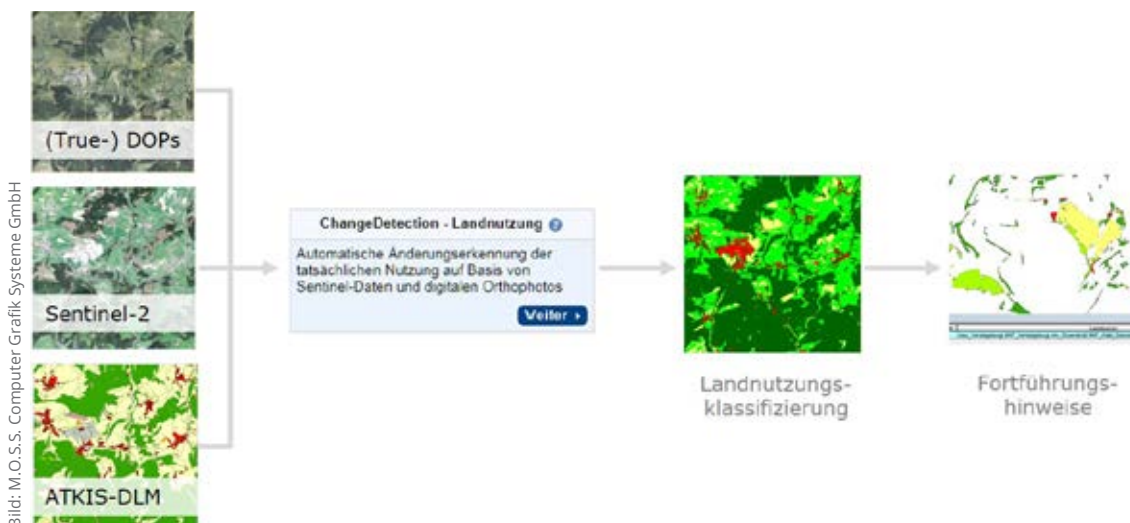 (True-) DOPs
Sentinel-2
ATKIS-DLM
ChangeDetection - Landnutzung ?
Automatische Änderungserkennung der
tatsächlichen Nutzung auf Basis von
Sentinel-Daten und digitalen Orthophotos
Weiter
Landnutzungs-
klassifizierung
Fortführungs-
hinweise
Bild: M.O.S.S. Computer Grafik Systeme GmbH